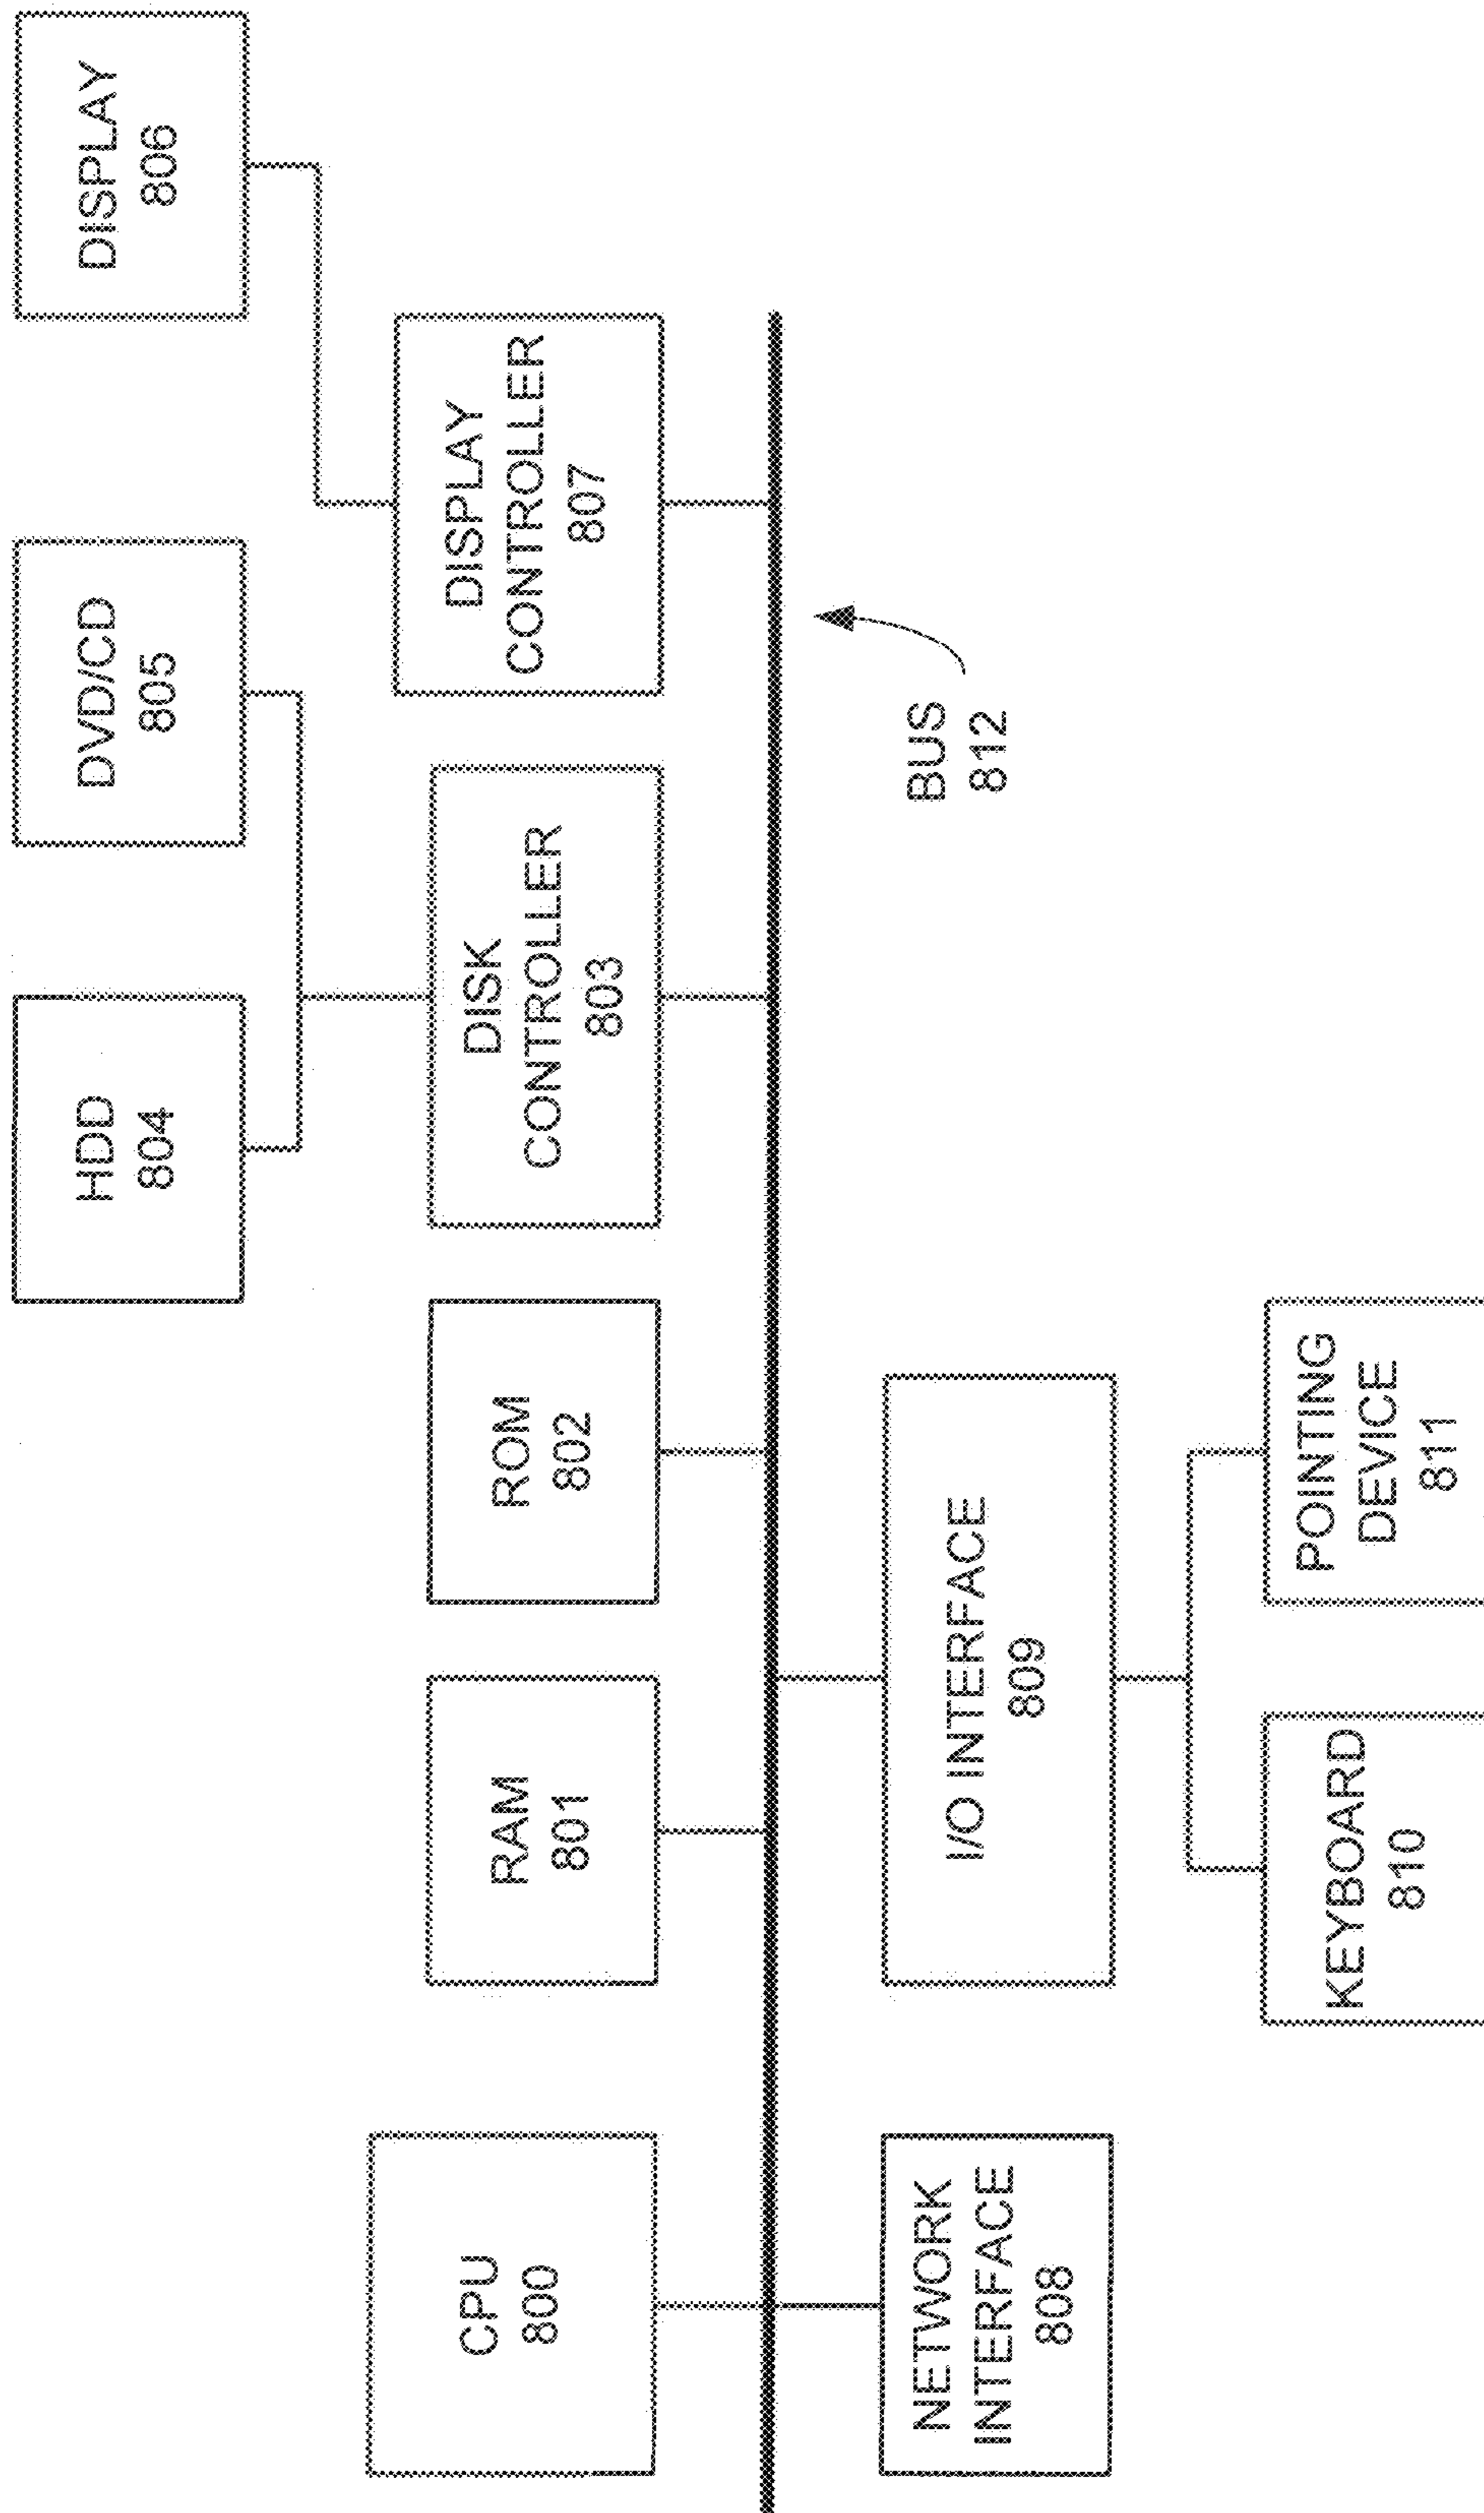 HDD
804
DVD/CD
805
DISPLAY
806
CPU
800
RAM
801
ROM
802
DISK
CONTROLLER
803
DISPLAY
CONTROLLER
807
BUS
812
NETWORK
INTERFACE
808
I/O INTERFACE
809
KEYBOARD
810
POINTING
DEVICE
811